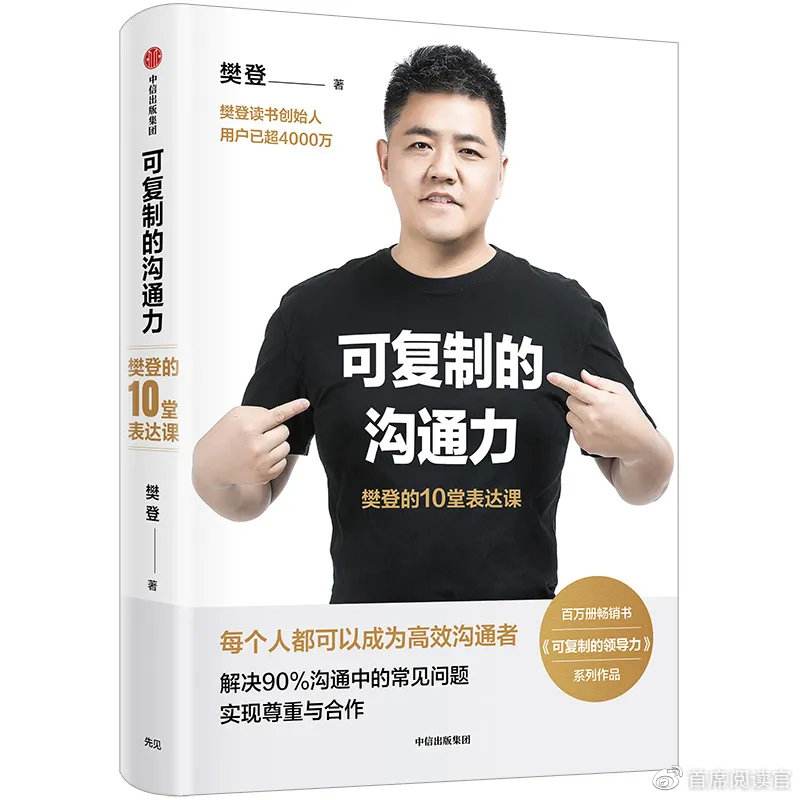 中信出版集团
可复制的沟通力
樊登的
10堂
表达课
樊登
著
先见
樊登 著
樊登读书创始人
用户已超4000万
可复制的
沟通力
樊登的10堂表达课
每个人都可以成为高效沟通者
解决90%沟通中的常见问题
实现尊重与合作
百万册畅销书
《可复制的领导力》
系列作品
中信出版集团
首席阅读官